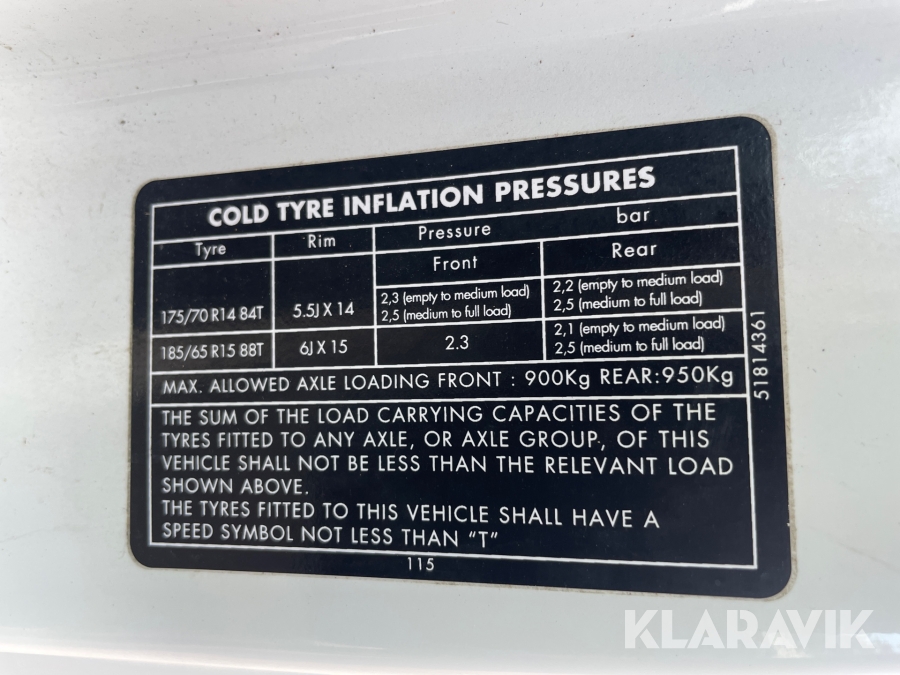 COLD TYRE INFLATION PRESSURES
Tyre Rim Pressure bar
Front Rear
175/70 R14 84T 5.5J X 14 2,3 (empty to medium load) 2,2 (empty to medium load)
2,5 (medium to full load) 2,5 (medium to full load)
185/65 R15 88T 6J X 15 2.3 2,1 (empty to medium load)
2,5 (medium to full load)
MAX. ALLOWED AXLE LOADING FRONT : 900Kg REAR:950Kg
THE SUM OF THE LOAD CARRYING CAPACITIES OF THE
TYRES FITTED TO ANY AXLE, OR AXLE GROUP, OF THIS
VEHICLE SHALL NOT BE LESS THAN THE RELEVANT LOAD
SHOWN ABOVE.
THE TYRES FITTED TO THIS VEHICLE SHALL HAVE A
SPEED SYMBOL NOT LESS THAN "T"
115
51814361
KLARAVIK